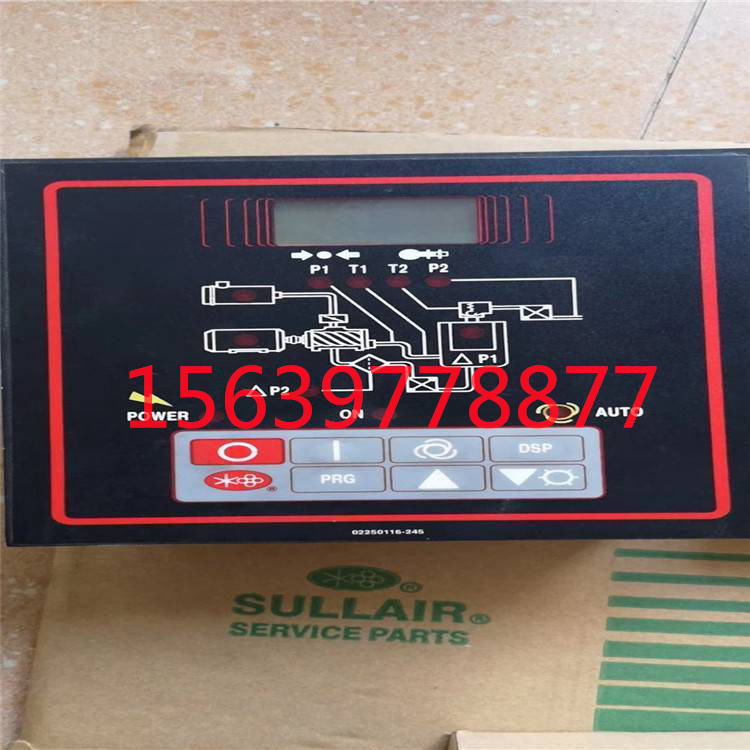 P1 T1 T2 P2
P1
15639778877
P2
POWER ON AUTO
DSP
PRG
®
02250116-245
®
SULLAIR®
SERVICE PARTS